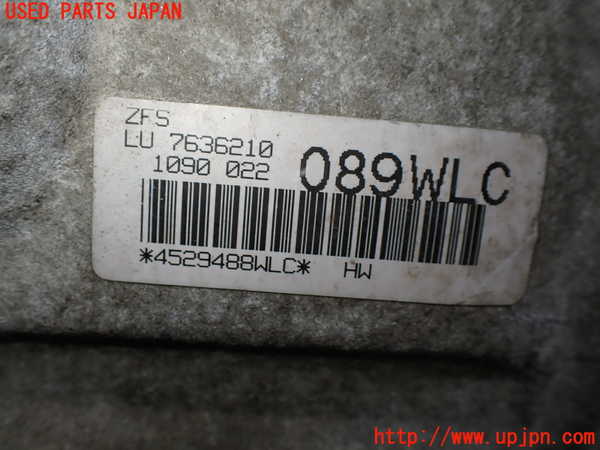 USED PARTS JAPAN
ZFS
LU 7636210
1090 022
089WLC
*4529488WLC* HW
http://www.upjpn.com/